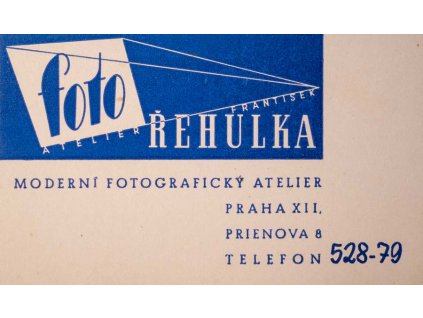 foto
ATELIER FRANTIŠEK
ŘEHULKA
MODERNÍ FOTOGRAFICKÝ ATELIER
PRAHA XII,
PRIENOVA 8
TELEFON 528-79